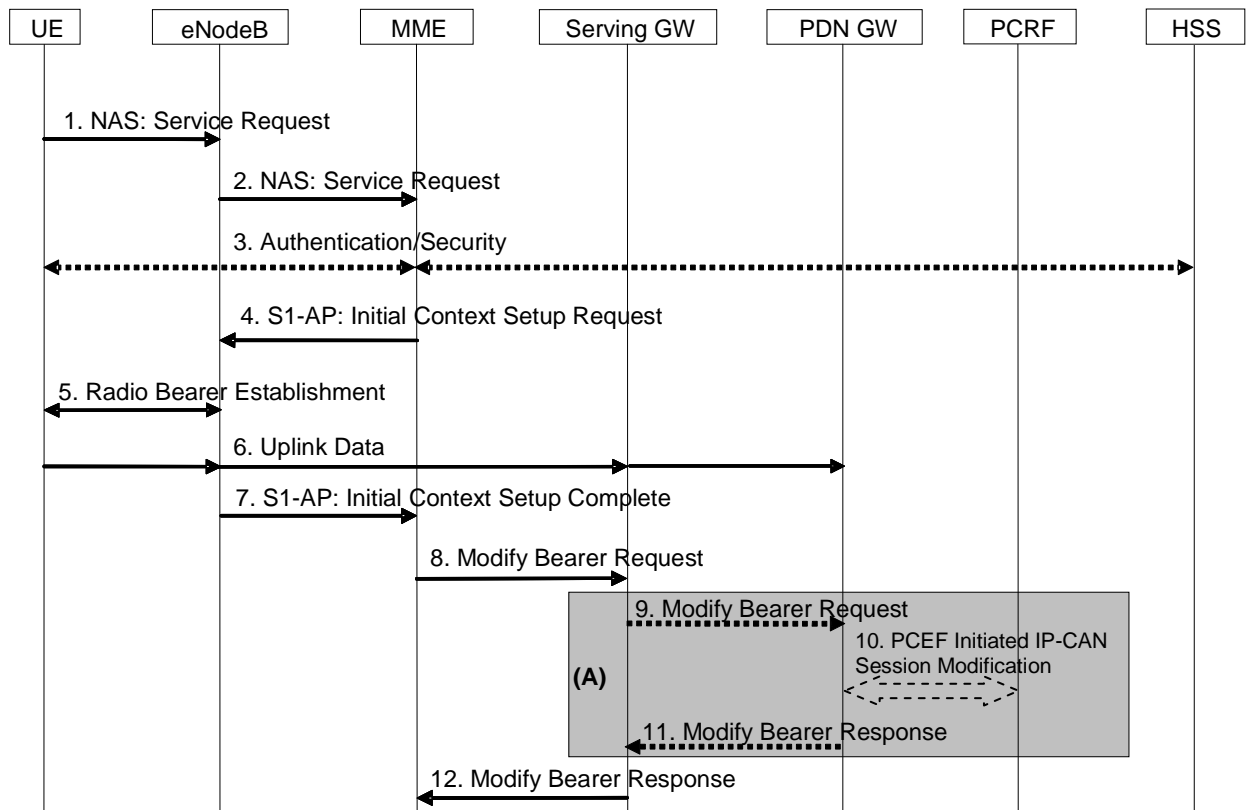 UE eNodeB MME Serving GW PDN GW PCRF HSS
1. NAS: Service Request
2. NAS: Service Request
3. Authentication/Security
4. S1-AP: Initial Context Setup Request
5. Radio Bearer Establishment
6. Uplink Data
7. S1-AP: Initial Context Setup Complete
8. Modify Bearer Request
9. Modify Bearer Request
10. PCEF Initiated IP-CAN
Session Modification
(A)
11. Modify Bearer Response
12. Modify Bearer Response